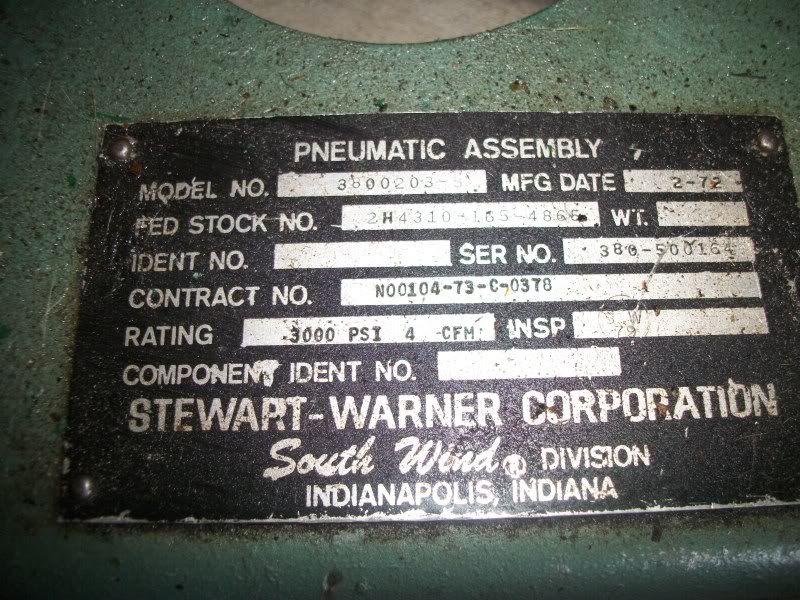 PNEUMATIC ASSEMBLY
MODEL NO. MFG DATE 2-72
FED STOCK NO. WT.
IDENT NO. SER NO. 380-500164
CONTRACT NO. N00104-73-C-0378
RATING 3000 PSI 4 CFM INSP
COMPONENT IDENT NO.
STEWART-WARNER CORPORATION
South Wind ® DIVISION
INDIANAPOLIS, INDIANA